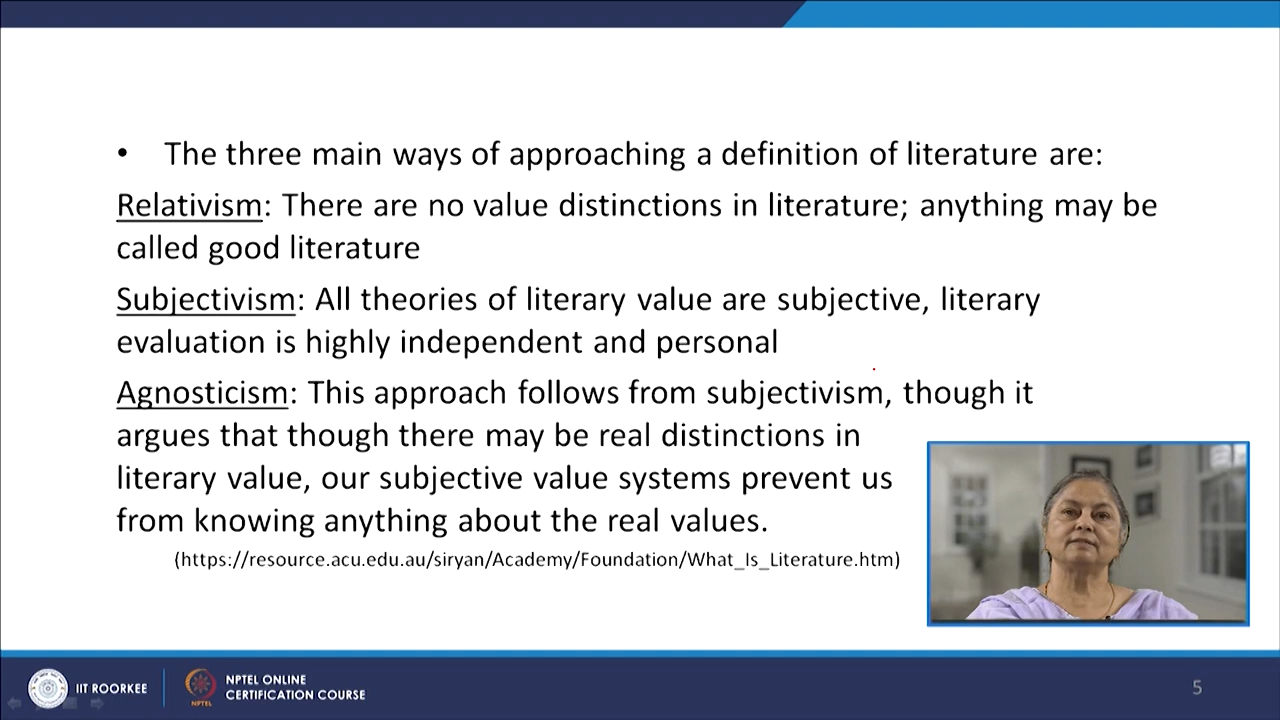 • The three main ways of approaching a definition of literature are:
Relativism: There are no value distinctions in literature; anything may be
called good literature
Subjectivism: All theories of literary value are subjective, literary
evaluation is highly independent and personal
Agnosticism: This approach follows from subjectivism, though it
argues that though there may be real distinctions in
literary value, our subjective value systems prevent us
from knowing anything about the real values.
(https://resource.acu.edu.au/siryan/Academy/Foundation/What_Is_Literature.htm)
IIT ROORKEE
NPTEL
NPTEL ONLINE
CERTIFICATION COURSE
5